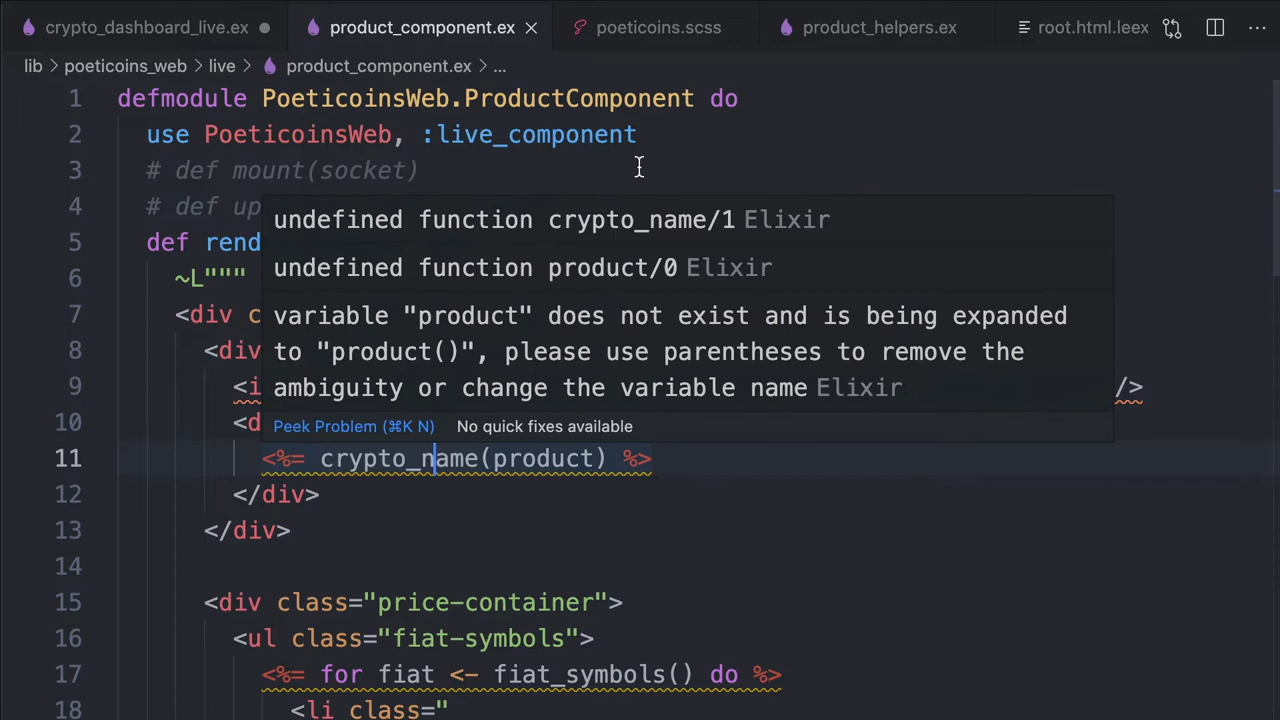 crypto_dashboard_live.ex product_component.ex poeticoins.scss product_helpers.ex root.html.leex
lib > poeticoins_web > live > product_component.ex > ...
1 defmodule PoeticoinsWeb.ProductComponent do
2 use PoeticoinsWeb, :live_component
3 # def mount(socket)
4 # def up
undefined function crypto_name/1 Elixir
5 def rend
undefined function product/0 Elixir
6 ~L"""
7 <div c
variable "product" does not exist and is being expanded
8 <div
to "product()", please use parentheses to remove the
9 <i />
ambiguity or change the variable name Elixir
10 <d
Peek Problem (⌘K N) No quick fixes available
11 <%= crypto_name(product) %>
12 </div>
13 </div>
14
15 <div class="price-container">
16 <ul class="fiat-symbols">
17 <%= for fiat <- fiat_symbols() do %>
18 <li class="